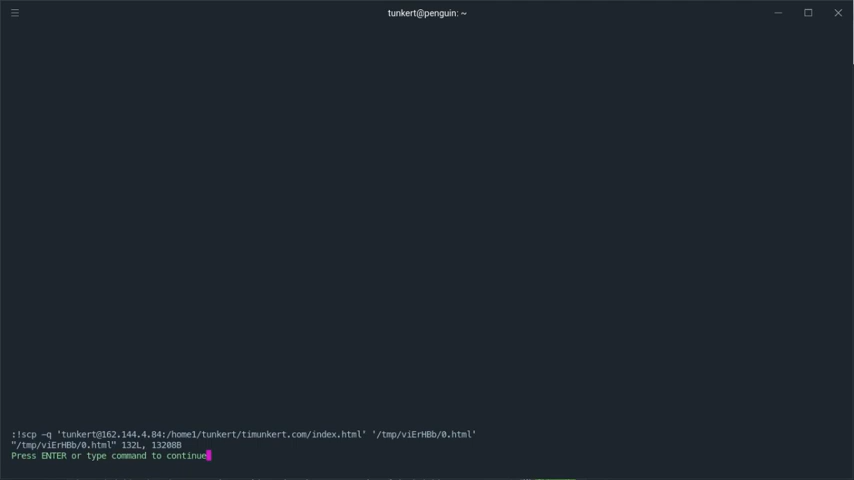 tunkert@penguin: ~
:!scp -q 'tunkert@162.144.4.84:/home1/tunkert/timunkert.com/index.html' '/tmp/viErHBb/0.html'
"/tmp/viErHBb/0.html" 132L, 13208B
Press ENTER or type command to continue